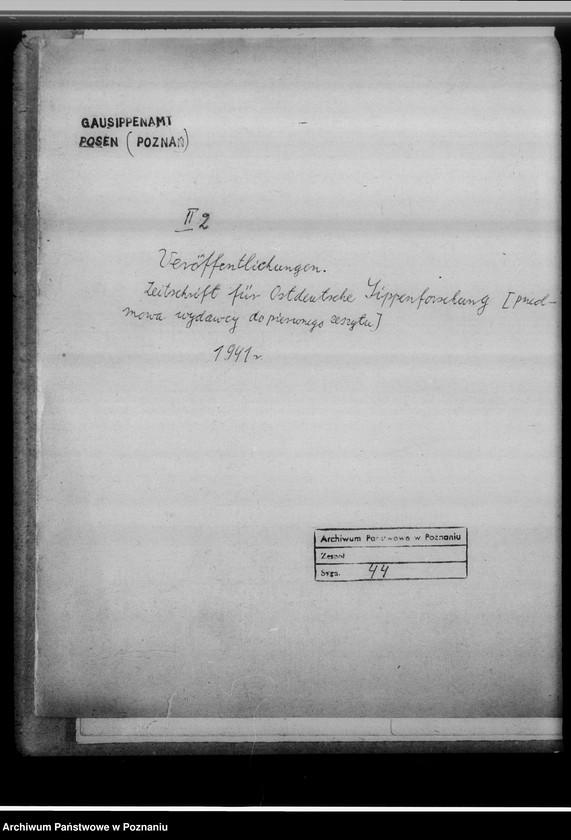 GAUSIPPENAMT
POSEN (POZNAŃ)
II 2
Veröffentlichungen.
Zeitschrift für Ostdeutsche Sippenforschung [przed-
mowa wydawcy do pierwszego zeszytu]
1941 r.
Archiwum Państwowe w Poznaniu
Zespół
Sygn. 44
Archiwum Państwowe w Poznaniu